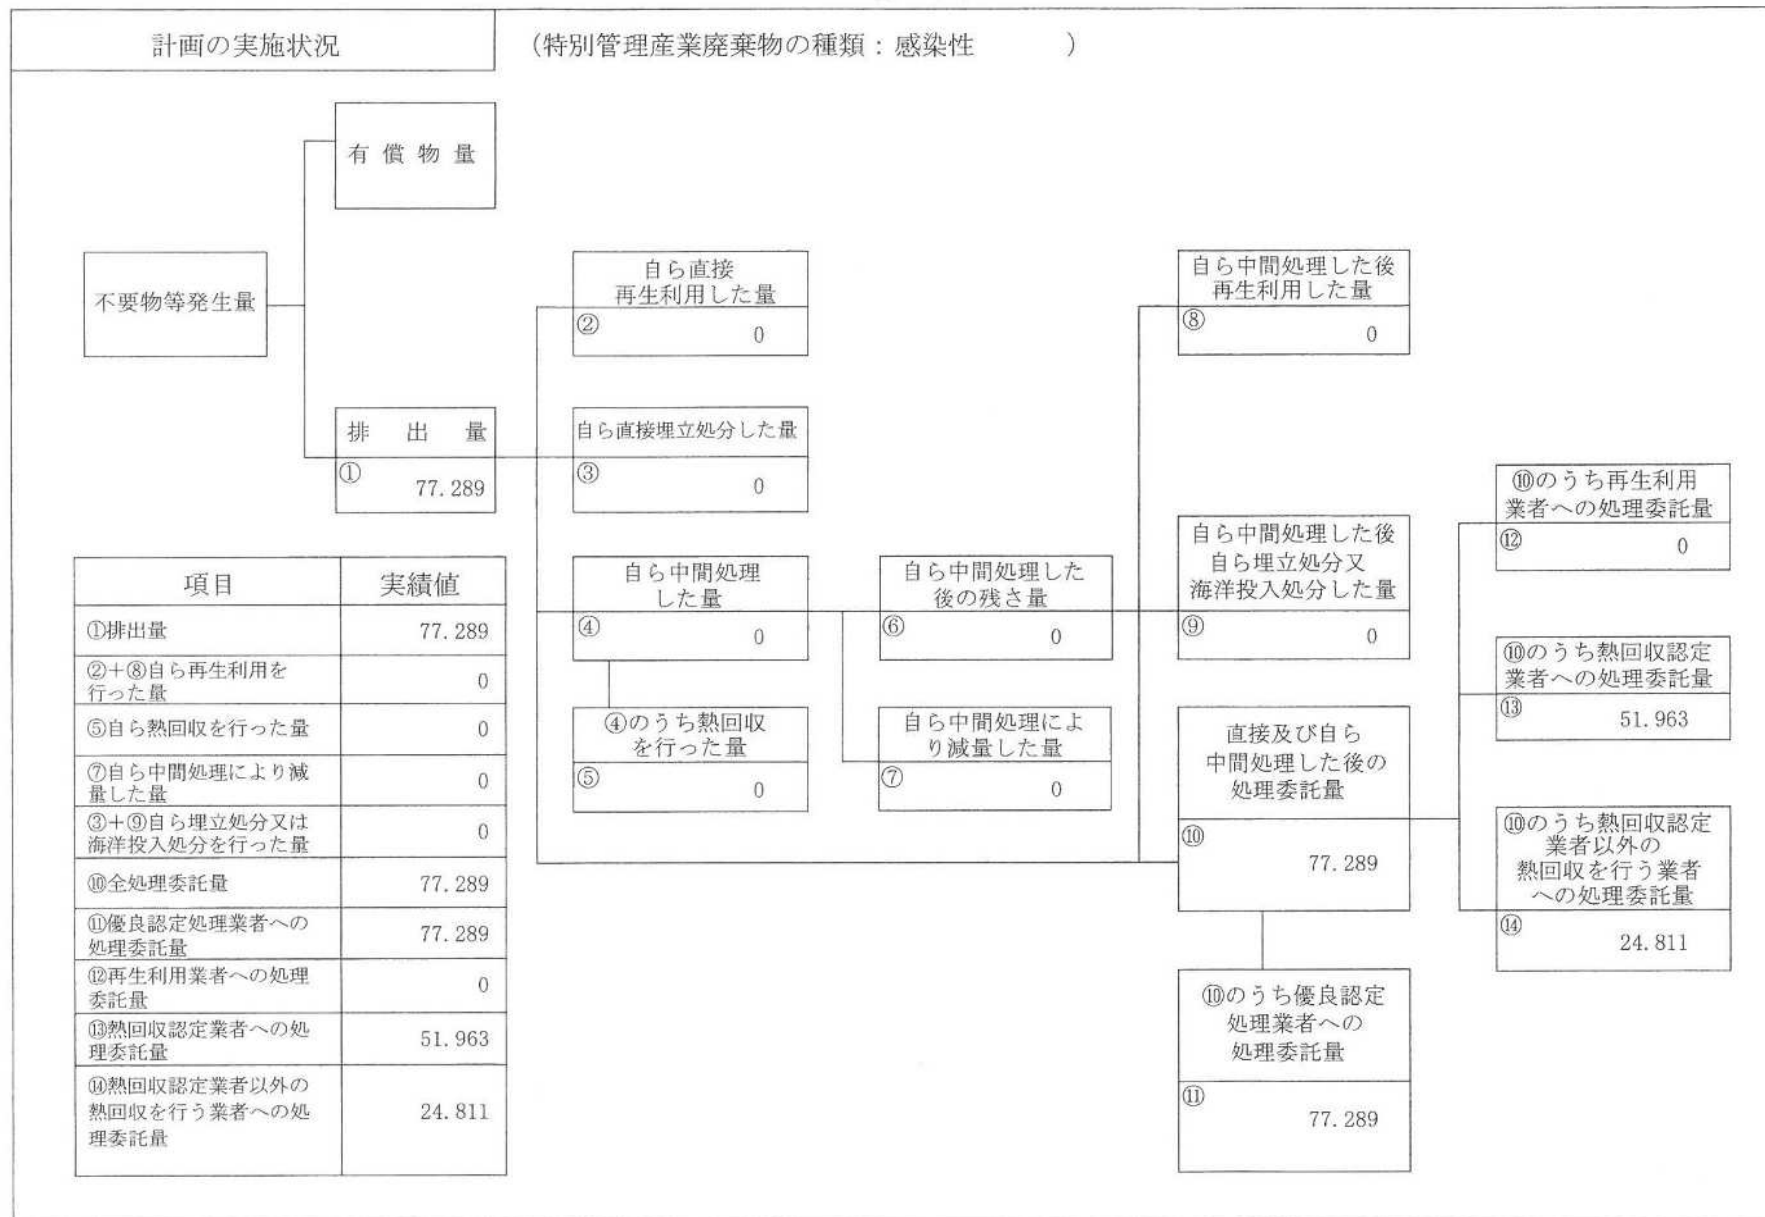 計画の実施状況
(特別管理産業廃棄物の種類：感染性　　　)
有償物量
不要物等発生量
排出量
①
77.289
自ら直接
再生利用した量
②
0
自ら直接埋立処分した量
③
0
自ら中間処理
した量
④
0
④のうち熱回収
を行った量
⑤
0
自ら中間処理した
後の残さ量
⑥
0
自ら中間処理によ
り減量した量
⑦
0
自ら中間処理した後
再生利用した量
⑧
0
自ら中間処理した後
自ら埋立処分又
海洋投入処分した量
⑨
0
直接及び自ら
中間処理した後の
処理委託量
⑩
77.289
⑩のうち優良認定
処理業者への
処理委託量
⑪
77.289
⑩のうち再生利用
業者への処理委託量
⑫
0
⑩のうち熱回収認定
業者への処理委託量
⑬
51.963
⑩のうち熱回収認定
業者以外の
熱回収を行う業者
への処理委託量
⑭
24.811
項目　実績値
①排出量　77.289
②＋⑧自ら再生利用を
行った量　0
⑤自ら熱回収を行った量　0
⑦自ら中間処理により減
量した量　0
③＋⑨自ら埋立処分又は
海洋投入処分を行った量　0
⑩全処理委託量　77.289
⑪優良認定処理業者への
処理委託量　77.289
⑫再生利用業者への処理
委託量　0
⑬熱回収認定業者への処
理委託量　51.963
⑭熱回収認定業者以外の
熱回収を行う業者への処
理委託量　24.811